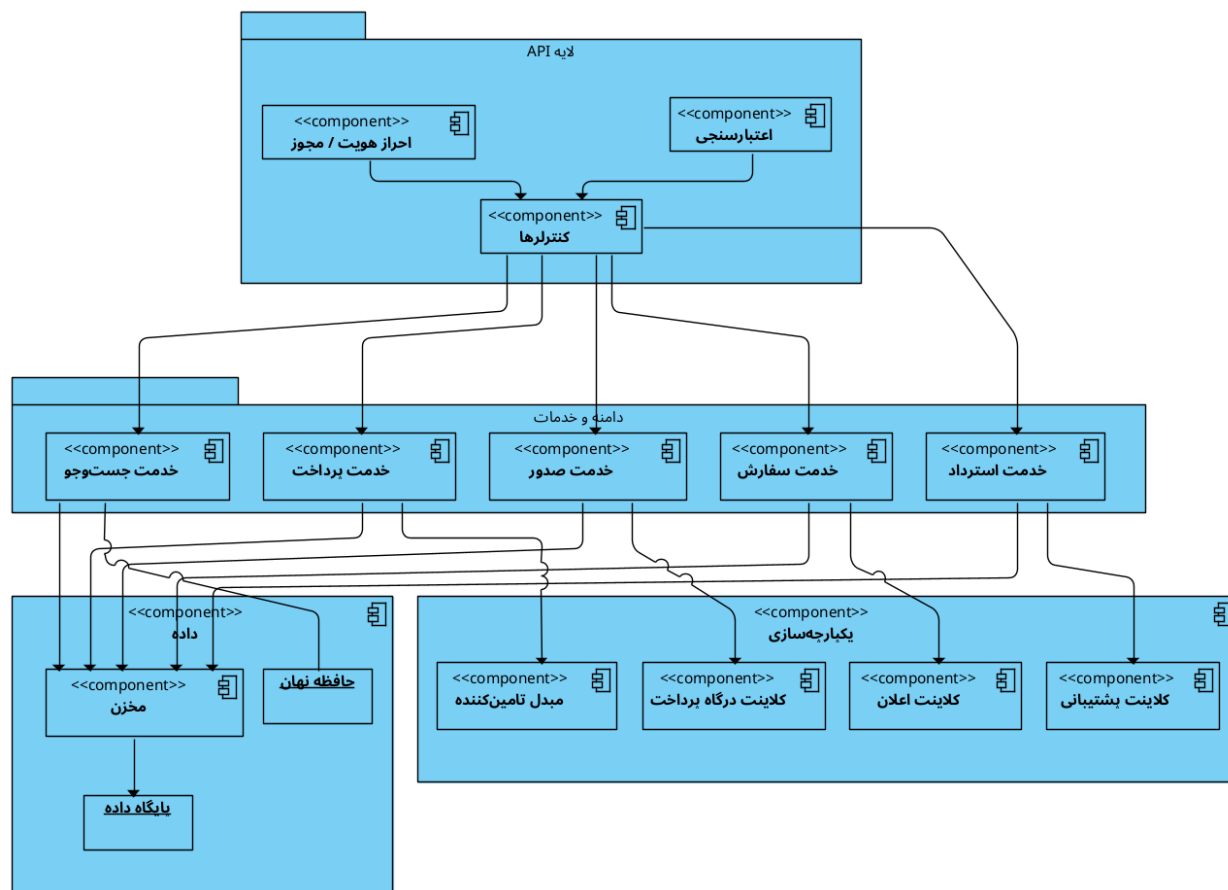 لایه API
<<component>>
احراز هویت / مجوز
<<component>>
اعتبارسنجی
<<component>>
کنترلرها
دامنه و خدمات
<<component>>
خدمت جست‌وجو
<<component>>
خدمت پرداخت
<<component>>
خدمت صدور
<<component>>
خدمت سفارش
<<component>>
خدمت استرداد
<<component>>
داده
<<component>>
مخزن
حافظه نهان
پایگاه داده
<<component>>
یکپارچه‌سازی
<<component>>
مبدل تامین‌کننده
<<component>>
کلاینت درگاه پرداخت
<<component>>
کلاینت اعلان
<<component>>
کلاینت پشتیبانی